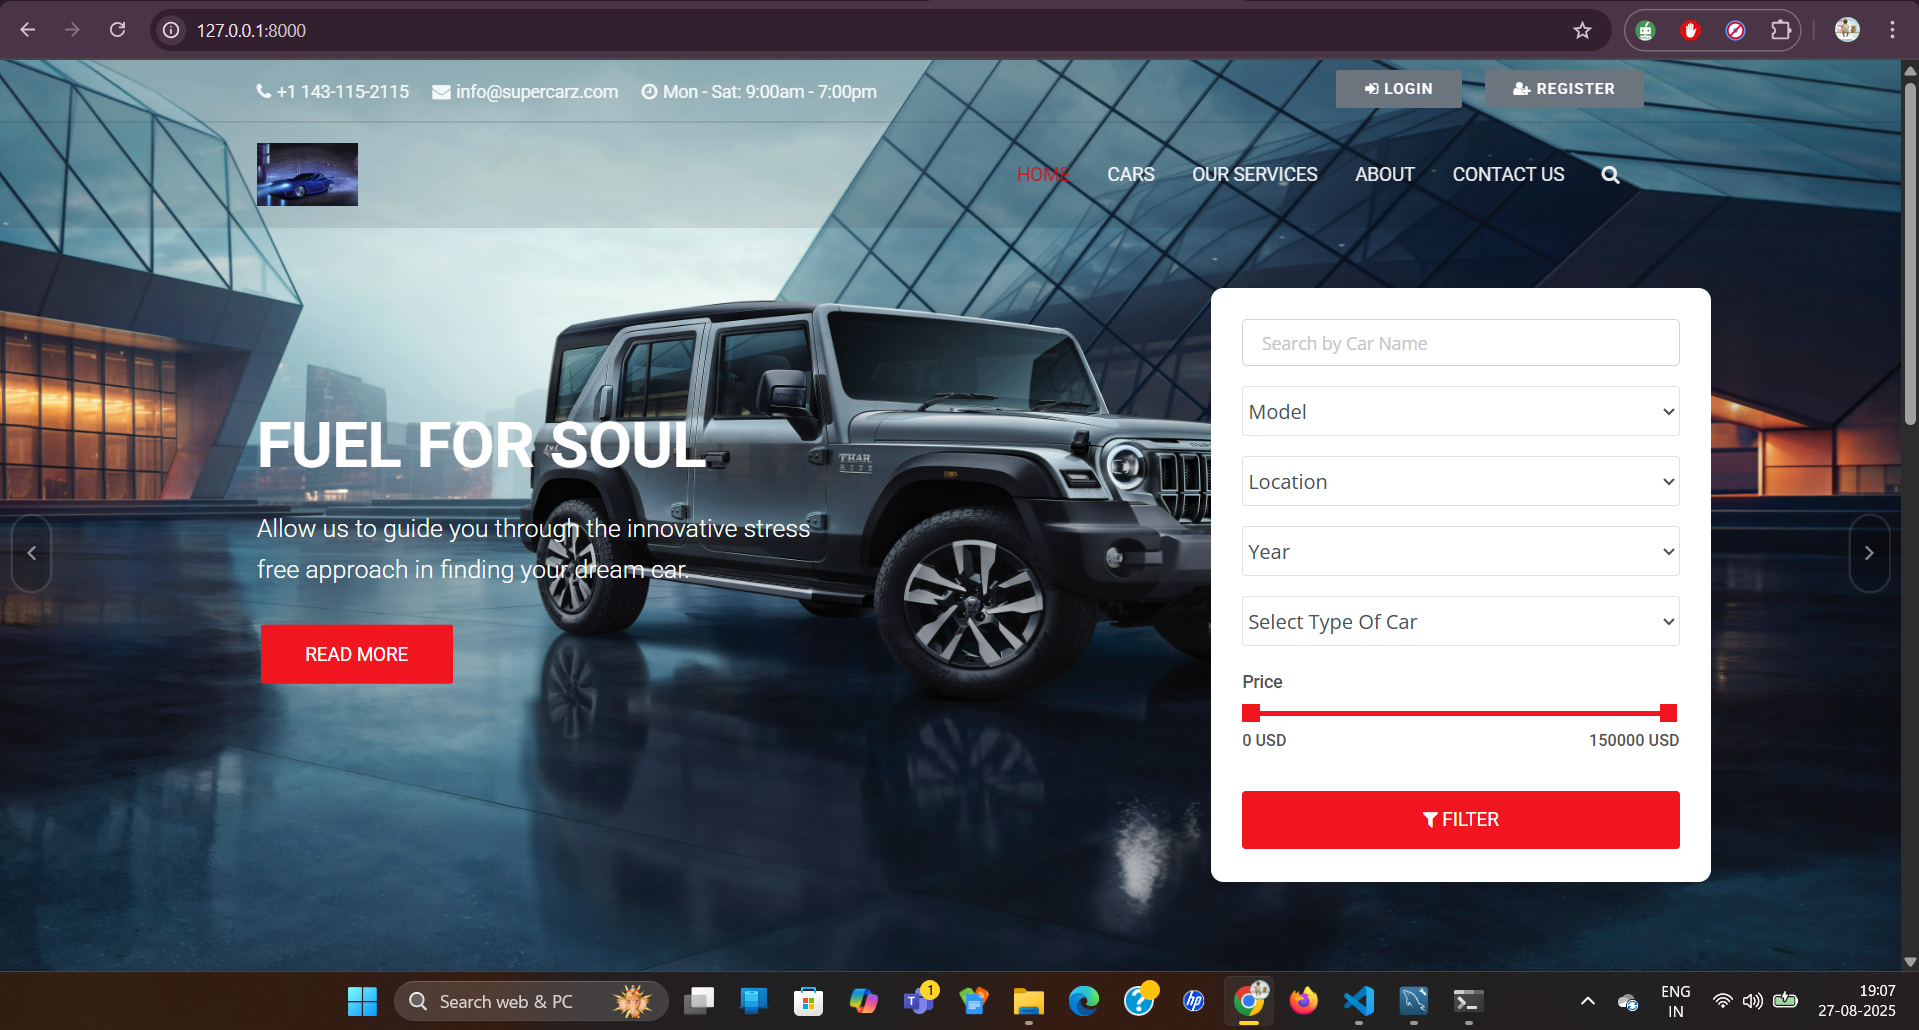 127.0.0.1:8000
+1 143-115-2115 info@supercarz.com Mon - Sat: 9:00am - 7:00pm
LOGIN REGISTER
HOME CARS OUR SERVICES ABOUT CONTACT US
Search by Car Name
Model
THAR
FUEL FOR SOUL
Location
Allow us to guide you through the innovative stress
free approach in finding your dream car.
Year
Select Type Of Car
READ MORE
Price
0 USD 150000 USD
FILTER
Search web & PC
1
hp
ENG
IN
19:07
27-08-2025